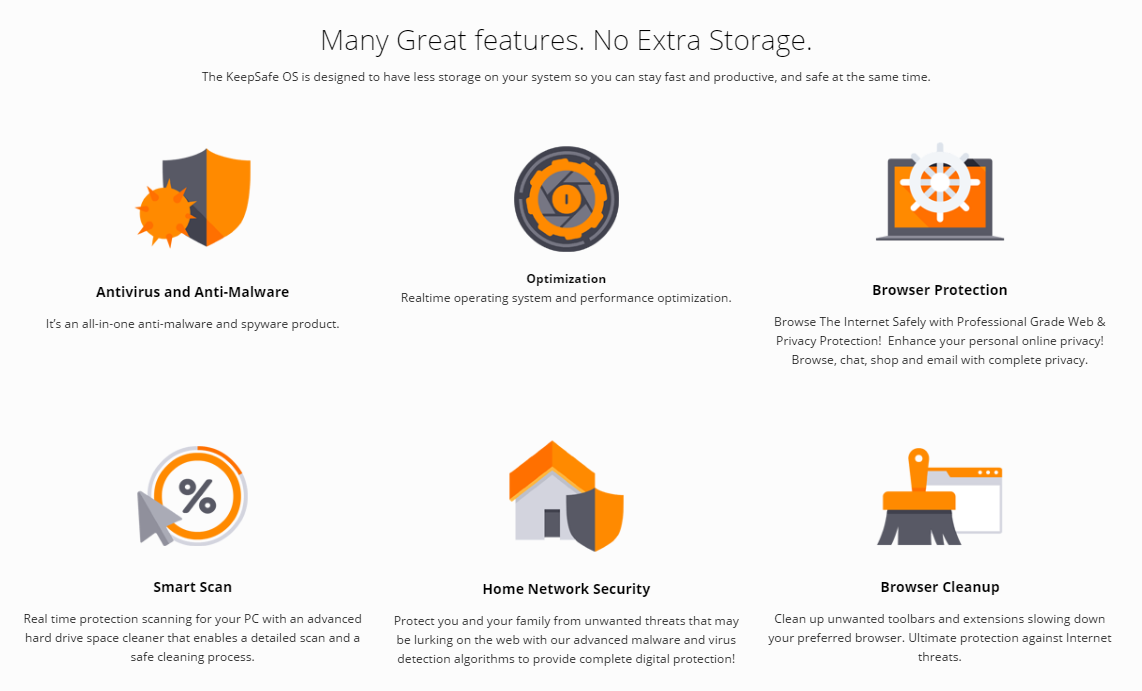 Many Great features. No Extra Storage.
The KeepSafe OS is designed to have less storage on your system so you can stay fast and productive, and safe at the same time.
Antivirus and Anti-Malware
It’s an all-in-one anti-malware and spyware product.
Optimization
Realtime operating system and performance optimization.
Browser Protection
Browse The Internet Safely with Professional Grade Web &
Privacy Protection!  Enhance your personal online privacy!
Browse, chat, shop and email with complete privacy.
%
Smart Scan
Real time protection scanning for your PC with an advanced
hard drive space cleaner that enables a detailed scan and a
safe cleaning process.
Home Network Security
Protect you and your family from unwanted threats that may
be lurking on the web with our advanced malware and virus
detection algorithms to provide complete digital protection!
Browser Cleanup
Clean up unwanted toolbars and extensions slowing down
your preferred browser. Ultimate protection against Internet
threats.